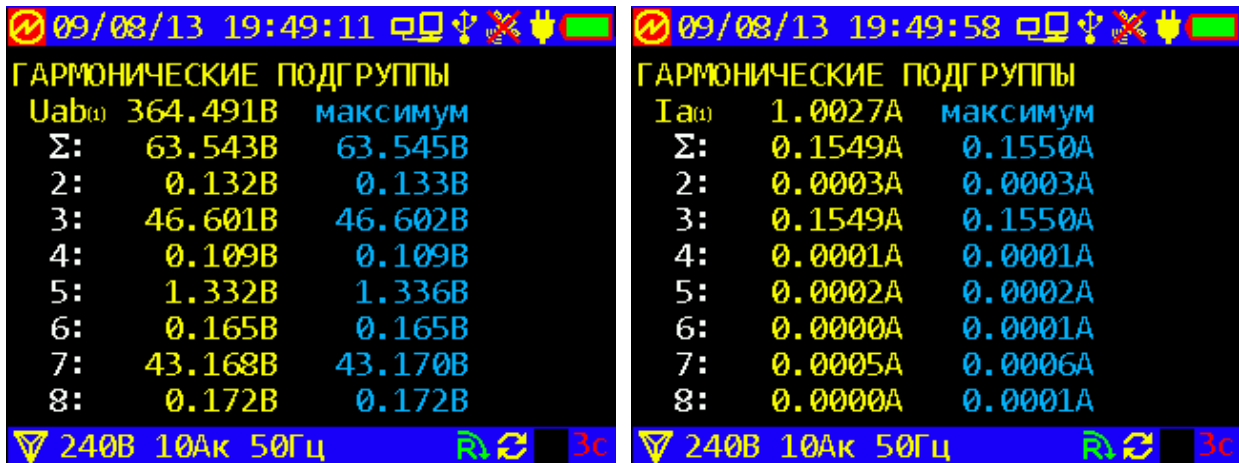 09/08/13 19:49:11
ГАРМОНИЧЕСКИЕ ПОДГРУППЫ
Uab(1) 364.491В максимум
Σ: 63.543В 63.545В
2: 0.132В 0.133В
3: 46.601В 46.602В
4: 0.109В 0.109В
5: 1.332В 1.336В
6: 0.165В 0.165В
7: 43.168В 43.170В
8: 0.172В 0.172В
240В 10Ак 50Гц 3с
09/08/13 19:49:58
ГАРМОНИЧЕСКИЕ ПОДГРУППЫ
Ia(1) 1.0027А максимум
Σ: 0.1549А 0.1550А
2: 0.0003А 0.0003А
3: 0.1549А 0.1550А
4: 0.0001А 0.0001А
5: 0.0002А 0.0002А
6: 0.0000А 0.0001А
7: 0.0005А 0.0006А
8: 0.0000А 0.0001А
240В 10Ак 50Гц 3с